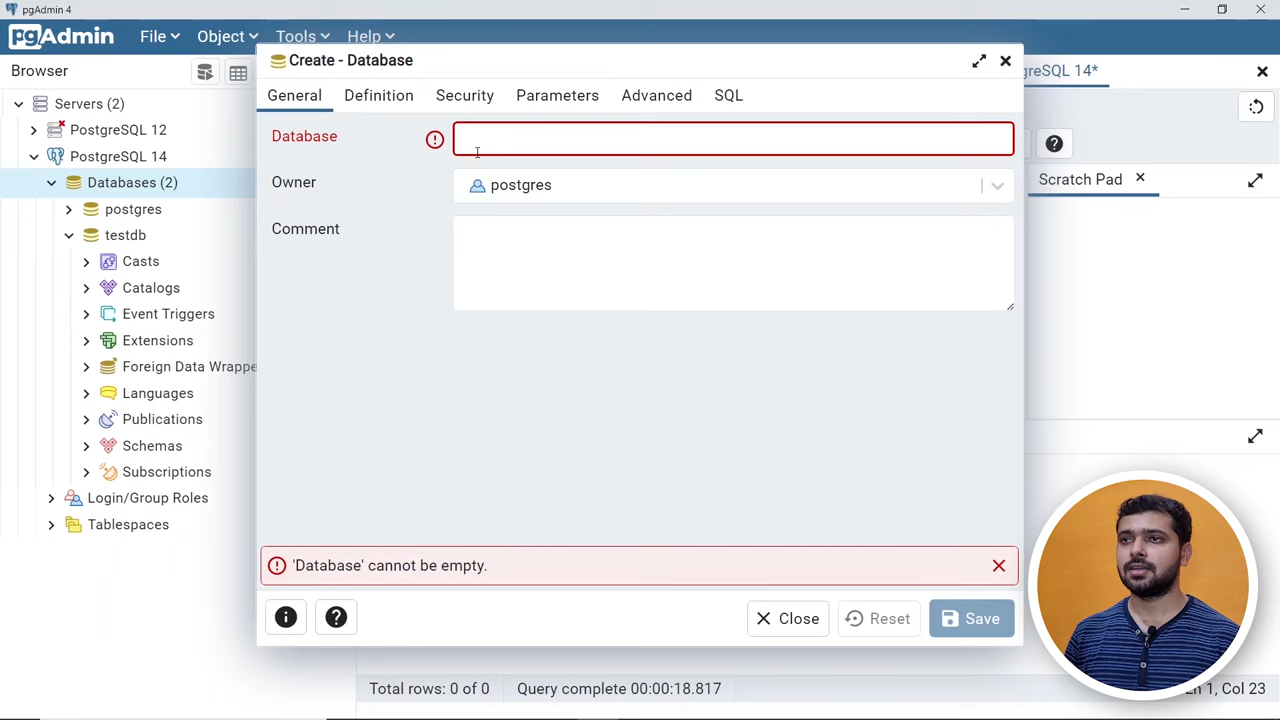 pgAdmin 4
pgAdmin File Object Tools Help
Browser
Servers (2)
PostgreSQL 12
PostgreSQL 14
Databases (2)
postgres
testdb
Casts
Catalogs
Event Triggers
Extensions
Foreign Data Wrappe
Languages
Publications
Schemas
Subscriptions
Login/Group Roles
Tablespaces
Create - Database
General Definition Security Parameters Advanced SQL
Database
Owner postgres
Comment
'Database' cannot be empty.
Close Reset Save
greSQL 14*
Scratch Pad
Total rows: of 0 Query complete 00:00:18.317 Ln 1, Col 23